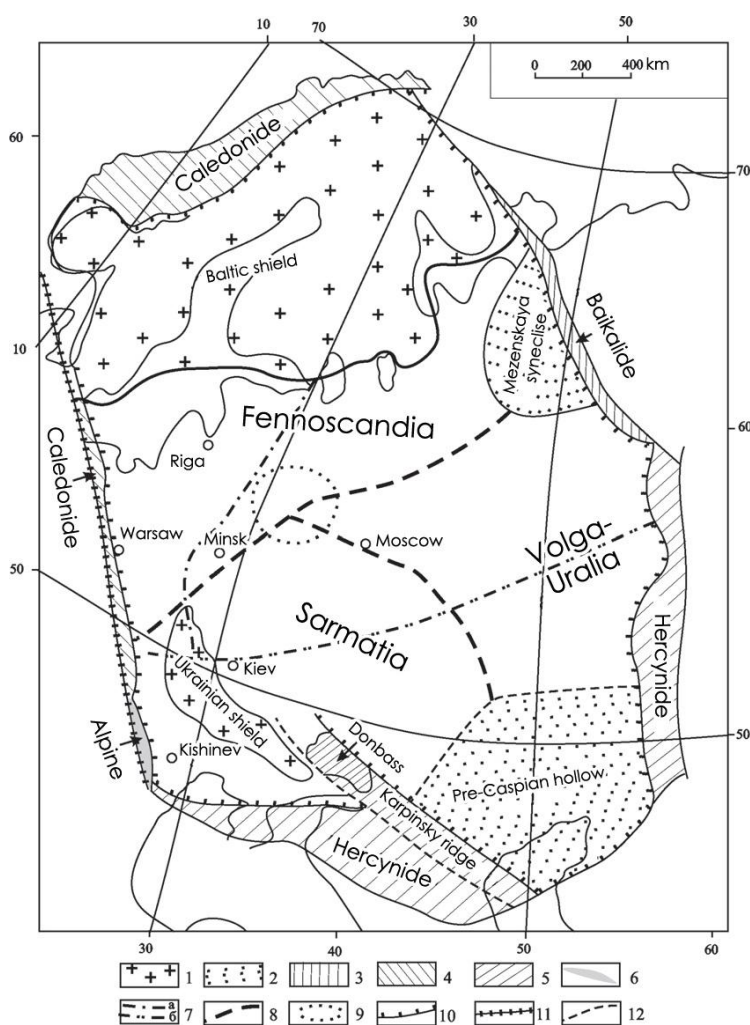 10
70
30
50
0 200 400 km
60
Caledonide
70
Baltic shield
Mezenskaya
syneclise
Baikalide
10
Fennoscandia
60
Riga
Caledonide
Warsaw
Minsk
Moscow
Volga-
Uralia
50
Sarmatia
Kiev
Ukrainian shield
Hercynide
Alpine
Kishinev
Donbass
50
Pre-Caspian hollow
Karpinsky ridge
Hercynide
30
40
50
60
1 2 3 4 5 6
а
б 7 8 9 10 11 12